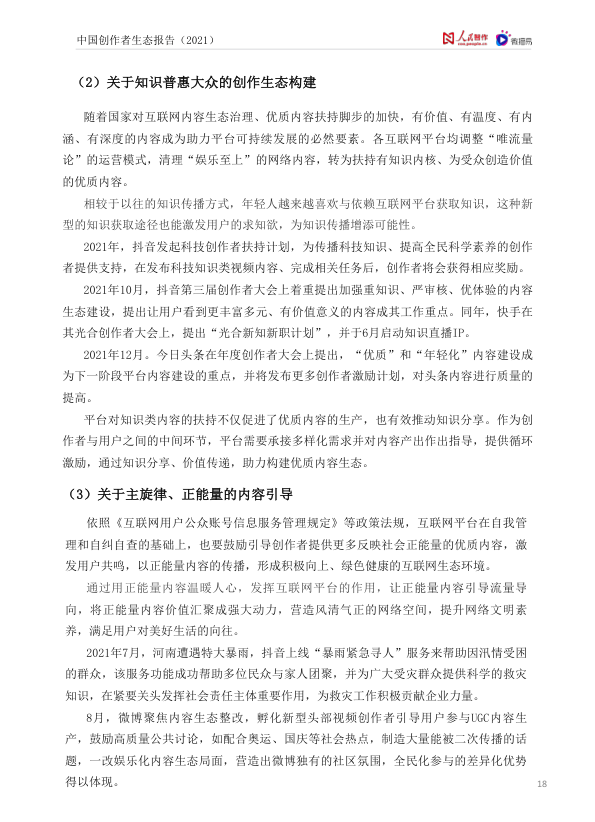 中国创作者生态报告（2021）
人民智作
微播易
（2）关于知识普惠大众的创作生态构建
随着国家对互联网内容生态治理、优质内容扶持脚步的加快，有价值、有温度、有内
涵、有深度的内容成为助力平台可持续发展的必然要素。各互联网平台均调整“唯流量
论”的运营模式，清理“娱乐至上”的网络内容，转为扶持有知识内核、为受众创造价值
的优质内容。
相较于以往的知识传播方式，年轻人越来越喜欢与依赖互联网平台获取知识，这种新
型的知识获取途径也能激发用户的求知欲，为知识传播增添可能性。
2021年，抖音发起科技创作者扶持计划，为传播科技知识、提高全民科学素养的创作
者提供支持，在发布科技知识类视频内容、完成相关任务后，创作者将会获得相应奖励。
2021年10月，抖音第三届创作者大会上着重提出加强重知识、严审核、优体验的内容
生态建设，提出让用户看到更丰富多元、有价值意义的内容成其工作重点。同年，快手在
其光合创作者大会上，提出“光合新知新职计划”，并于6月启动知识直播IP。
2021年12月。今日头条在年度创作者大会上提出，“优质”和“年轻化”内容建设成
为下一阶段平台内容建设的重点，并将发布更多创作者激励计划，对头条内容进行质量的
提高。
平台对知识类内容的扶持不仅促进了优质内容的生产，也有效推动知识分享。作为创
作者与用户之间的中间环节，平台需要承接多样化需求并对内容产出作出指导，提供循环
激励，通过知识分享、价值传递，助力构建优质内容生态。
（3）关于主旋律、正能量的内容引导
依照《互联网用户公众账号信息服务管理规定》等政策法规，互联网平台在自我管
理和自纠自查的基础上，也要鼓励引导创作者提供更多反映社会正能量的优质内容，激
发用户共鸣，以正能量内容的传播，形成积极向上、绿色健康的互联网生态环境。
通过用正能量内容温暖人心，发挥互联网平台的作用，让正能量内容引导流量导
向，将正能量内容价值汇聚成强大动力，营造风清气正的网络空间，提升网络文明素
养，满足用户对美好生活的向往。
2021年7月，河南遭遇特大暴雨，抖音上线“暴雨紧急寻人”服务来帮助因汛情受困
的群众，该服务功能成功帮助多位民众与家人团聚，并为广大受灾群众提供科学的救灾
知识，在紧要关头发挥社会责任主体重要作用，为救灾工作积极贡献企业力量。
8月，微博聚焦内容生态整改，孵化新型头部视频创作者引导用户参与UGC内容生
产，鼓励高质量公共讨论，如配合奥运、国庆等社会热点，制造大量能被二次传播的话
题，一改娱乐化内容生态局面，营造出微博独有的社区氛围，全民化参与的差异化优势
得以体现。
18